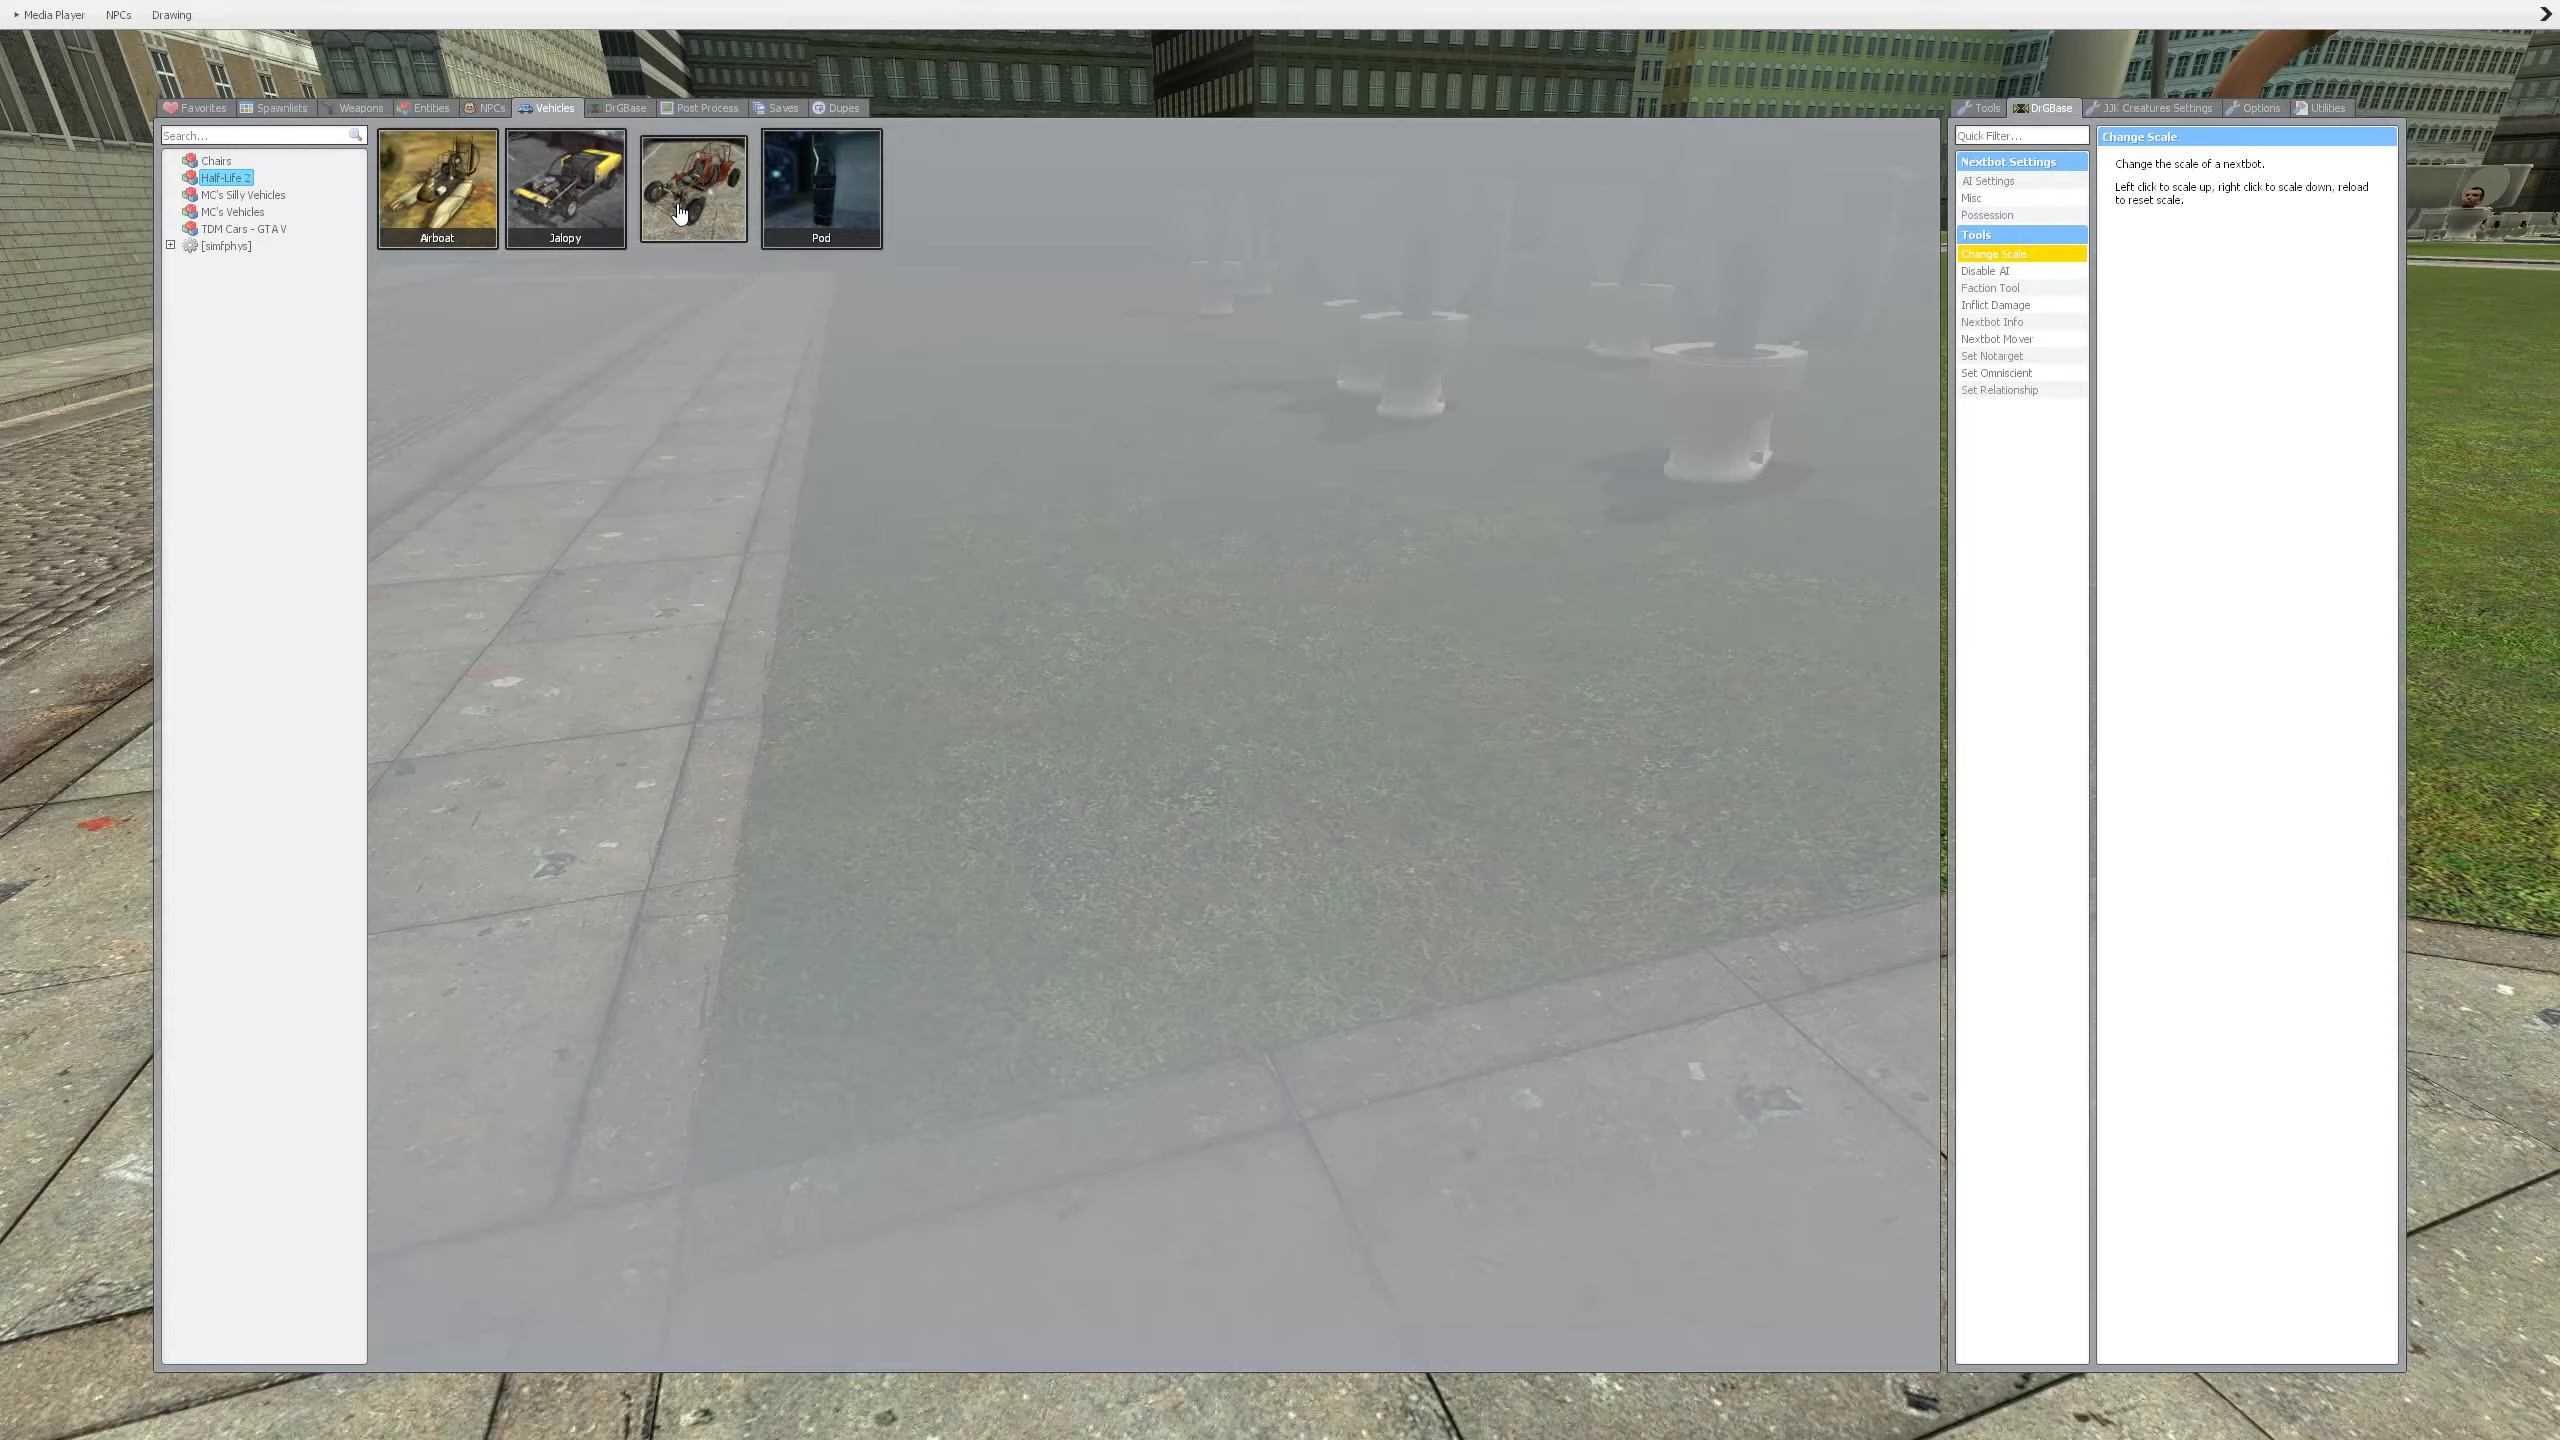 Media Player NPCs Drawing
Favorites Spawnlists Weapons Entities NPCs Vehicles DrGBase Post Process Saves Dupes
Search...
Chairs
Half-Life 2
MC's Silly Vehicles
MC's Vehicles
TDM Cars - GTA V
[simfphys]
Airboat
Jalopy
Pod
Tools DrGBase JJK Creatures Settings Options Utilities
Quick Filter...
Nextbot Settings
AI Settings
Misc
Possession
Tools
Change Scale
Disable AI
Faction Tool
Inflict Damage
Nextbot Info
Nextbot Mover
Set Notarget
Set Omniscient
Set Relationship
Change Scale
Change the scale of a nextbot.
Left click to scale up, right click to scale down, reload
to reset scale.